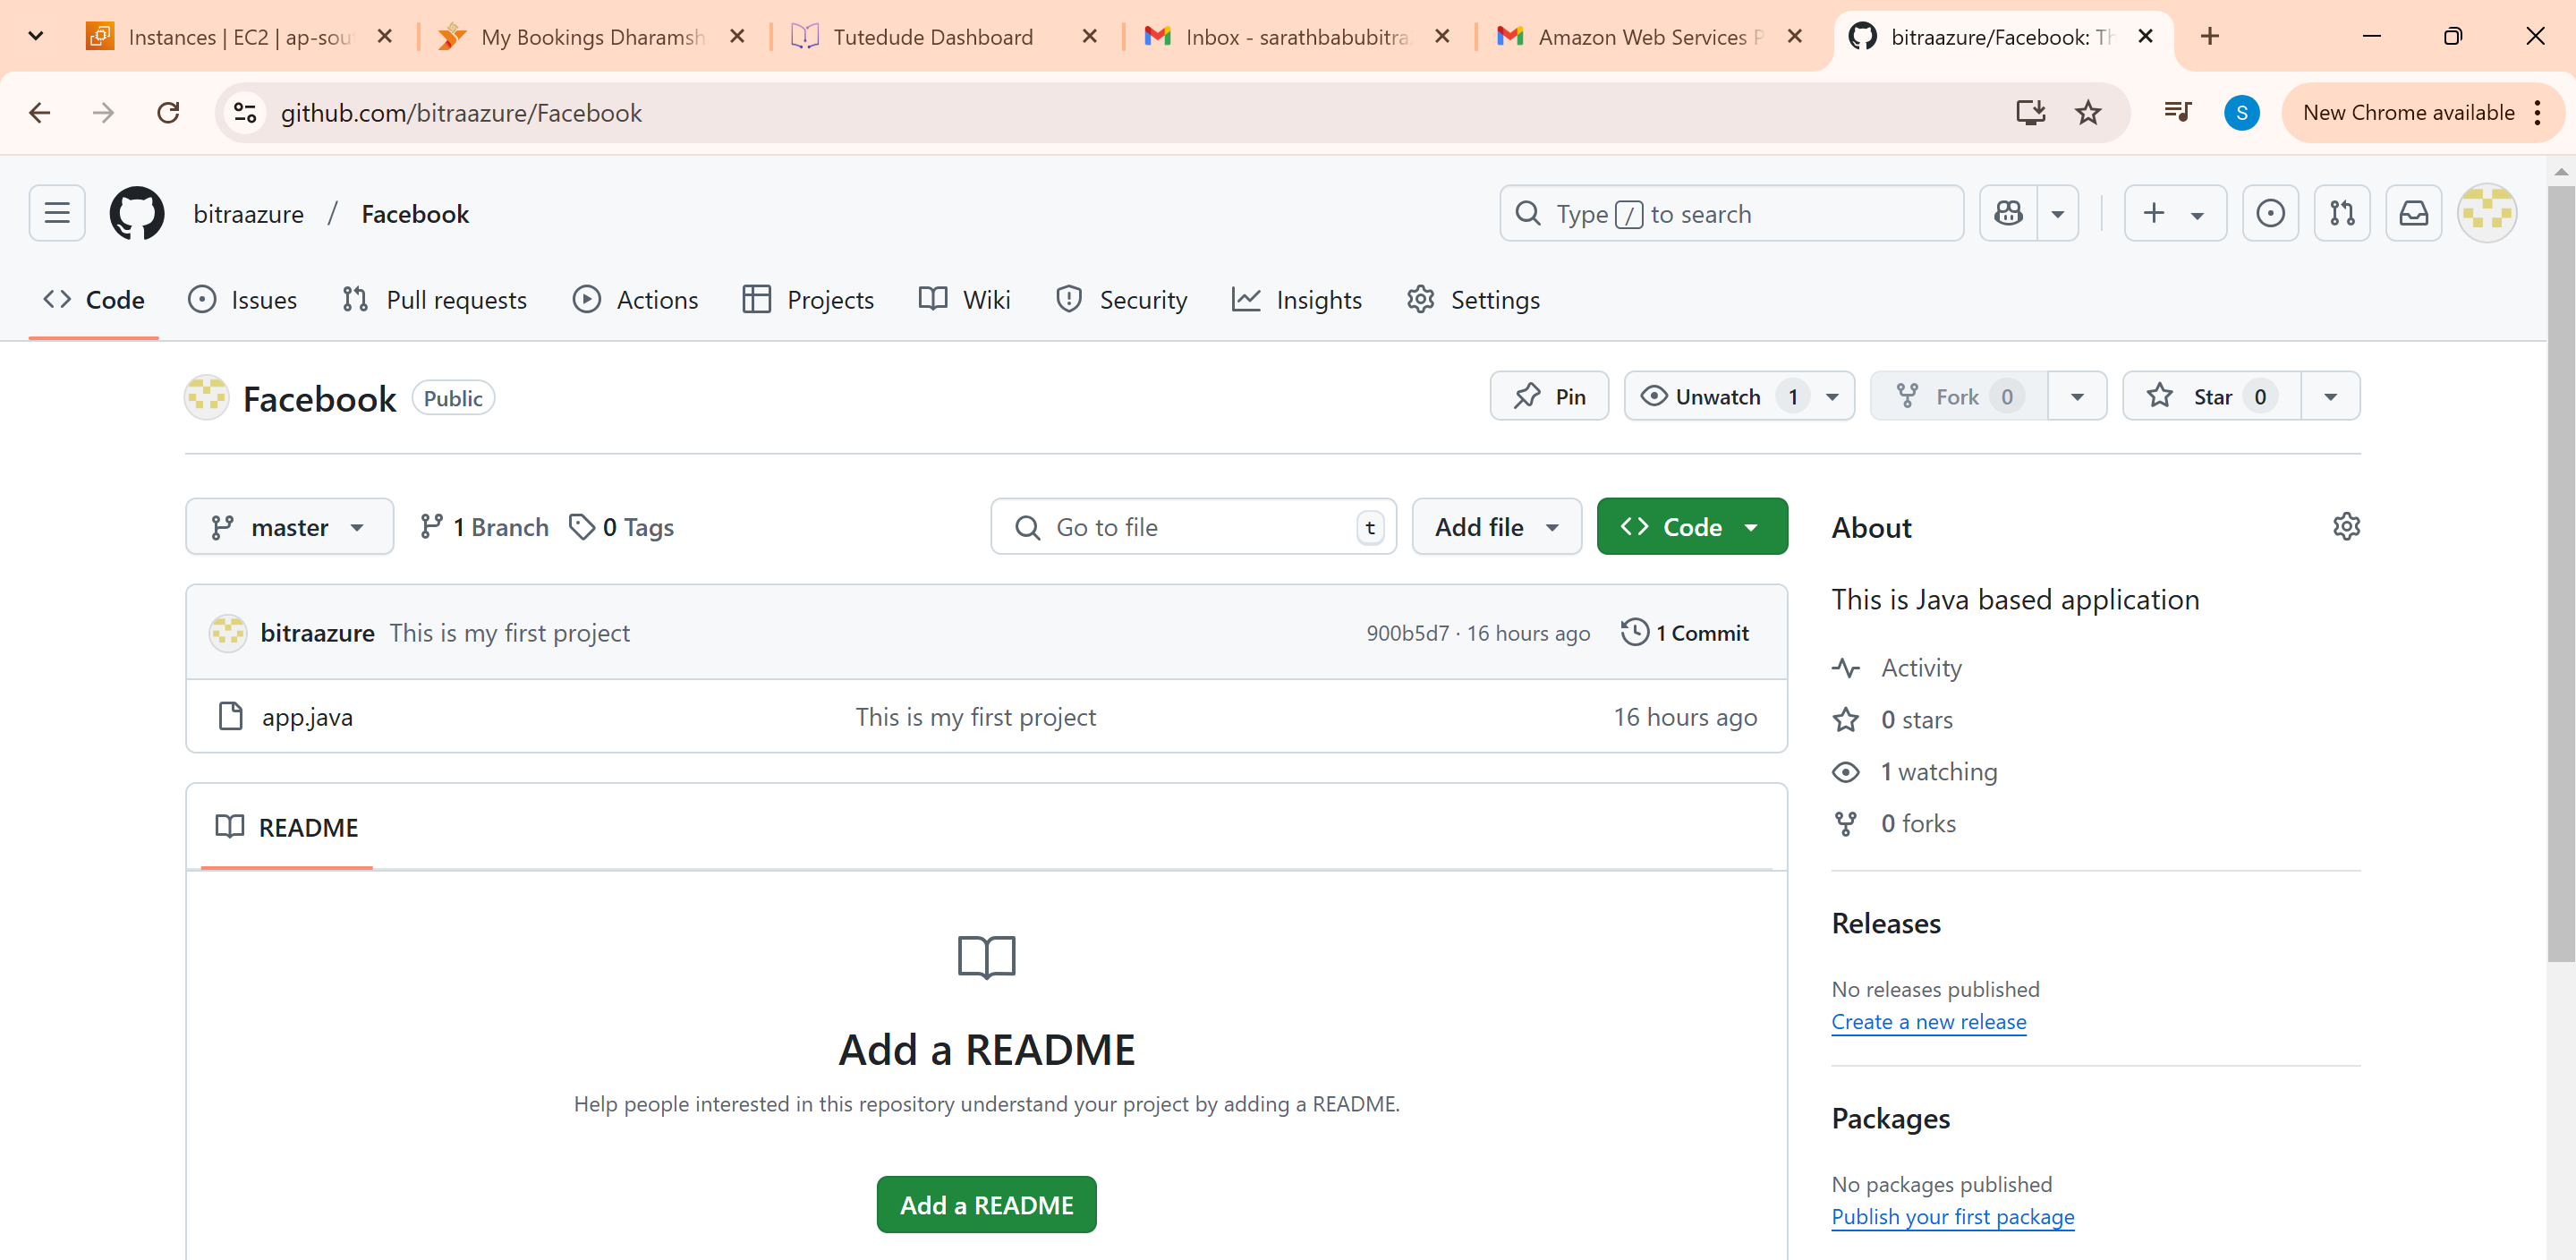 Instances | EC2 | ap-sou
My Bookings Dharamsh
Tutedude Dashboard
Inbox - sarathbabubitra
Amazon Web Services P
bitraazure/Facebook: Th
github.com/bitraazure/Facebook
S
New Chrome available
bitraazure / Facebook
Type / to search
Code
Issues
Pull requests
Actions
Projects
Wiki
Security
Insights
Settings
Facebook Public
Pin
Unwatch 1
Fork 0
Star 0
master
1 Branch
0 Tags
Go to file t
Add file
Code
About
This is Java based application
bitraazure This is my first project 900b5d7 · 16 hours ago 1 Commit
app.java This is my first project 16 hours ago
Activity
0 stars
1 watching
0 forks
README
Add a README
Help people interested in this repository understand your project by adding a README.
Add a README
Releases
No releases published
Create a new release
Packages
No packages published
Publish your first package